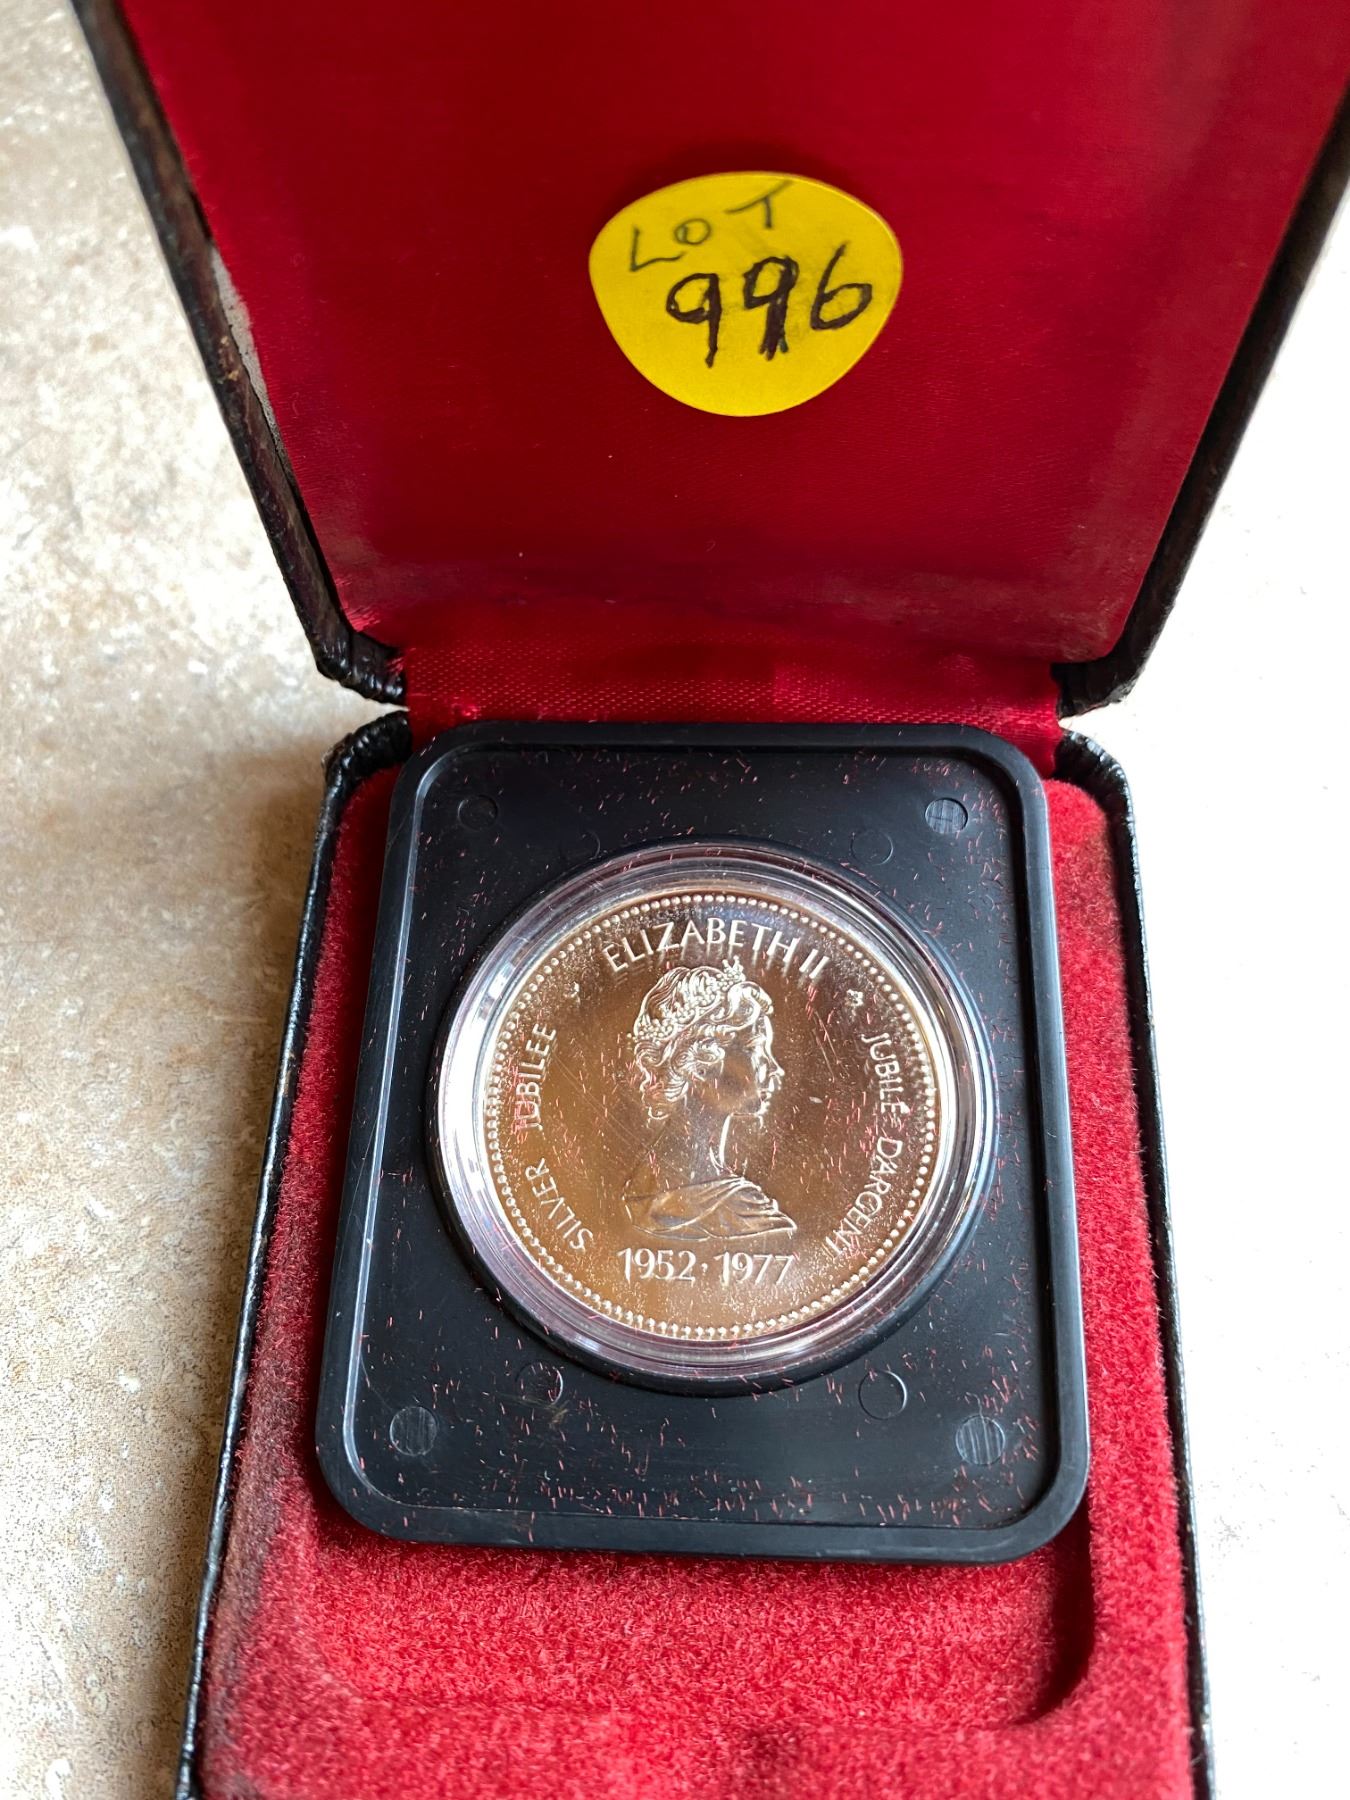 LOT
996
ELIZABETH II
SILVER JUBILEE
JUBILÉ D'ARGENT
1952·1977